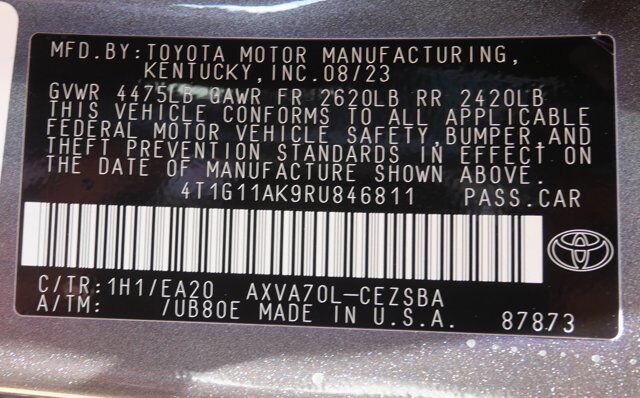 MFD.BY:TOYOTA MOTOR MANUFACTURING,
KENTUCKY,INC.08/23
GVWR 4475LB GAWR FR 2620LB RR 2420LB
THIS VEHICLE CONFORMS TO ALL APPLICABLE
FEDERAL MOTOR VEHICLE SAFETY,BUMPER,AND
THEFT PREVENTION STANDARDS IN EFFECT ON
THE DATE OF MANUFACTURE SHOWN ABOVE.
4T1G11AK9RU846811 PASS.CAR
C/TR:1H1/EA20 AXVA70L-CEZSBA
A/TM: /UB80E MADE IN U.S.A. 87873